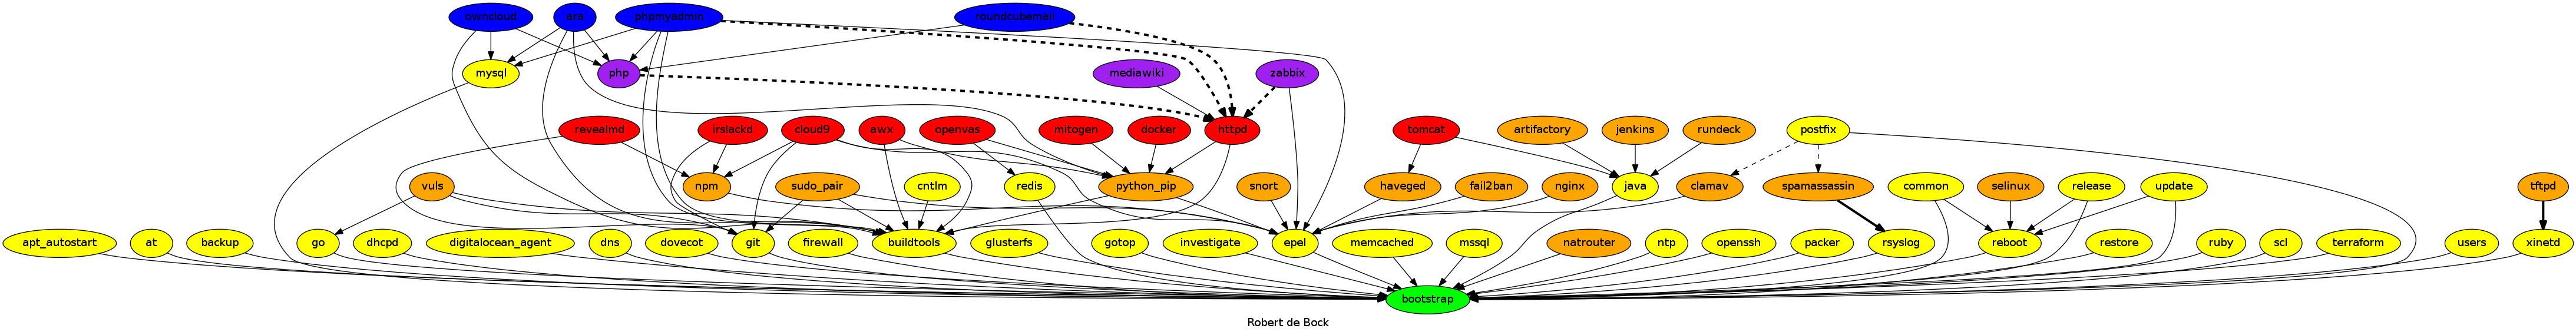 owncloud
ara
phpmyadmin
roundcubemail
mysql
php
mediawiki
zabbix
revealmd
irslackd
cloud9
awx
openvas
mitogen
docker
httpd
tomcat
artifactory
jenkins
rundeck
postfix
vuls
npm
sudo_pair
cntlm
redis
python_pip
snort
haveged
fail2ban
nginx
java
clamav
spamassassin
common
selinux
release
update
tftpd
apt_autostart
at
backup
go
dhcpd
digitalocean_agent
dns
dovecot
git
firewall
buildtools
glusterfs
gotop
investigate
epel
memcached
mssql
natrouter
ntp
openssh
packer
rsyslog
reboot
restore
ruby
scl
terraform
users
xinetd
bootstrap
Robert de Bock